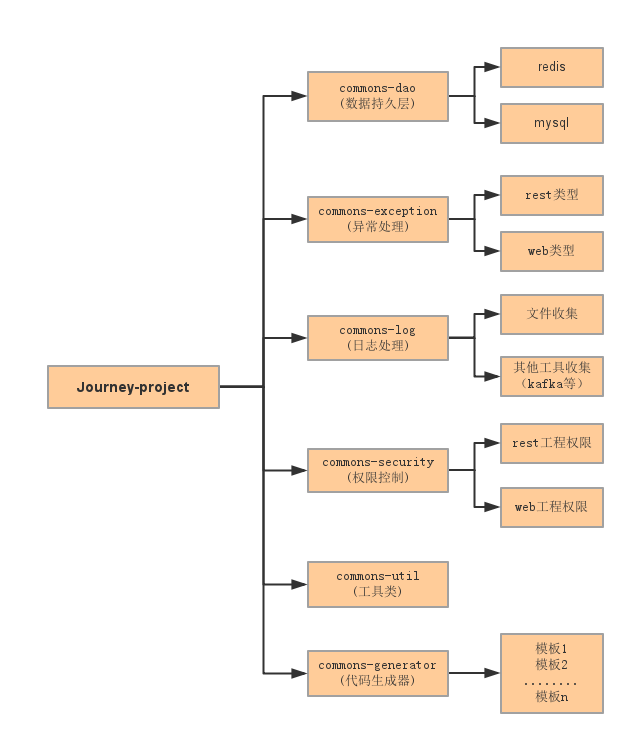 Journey-project
commons-dao
(数据持久层)
redis
mysql
commons-exception
(异常处理)
rest类型
web类型
commons-log
(日志处理)
文件收集
其他工具收集
（kafka等）
commons-security
(权限控制)
rest工程权限
web工程权限
commons-util
(工具类)
commons-generator
(代码生成器)
模板1
模板2
........
模板n